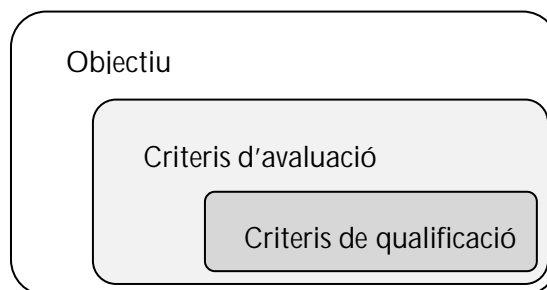 Objectiu
Criteris d’avaluació
Criteris de qualificació